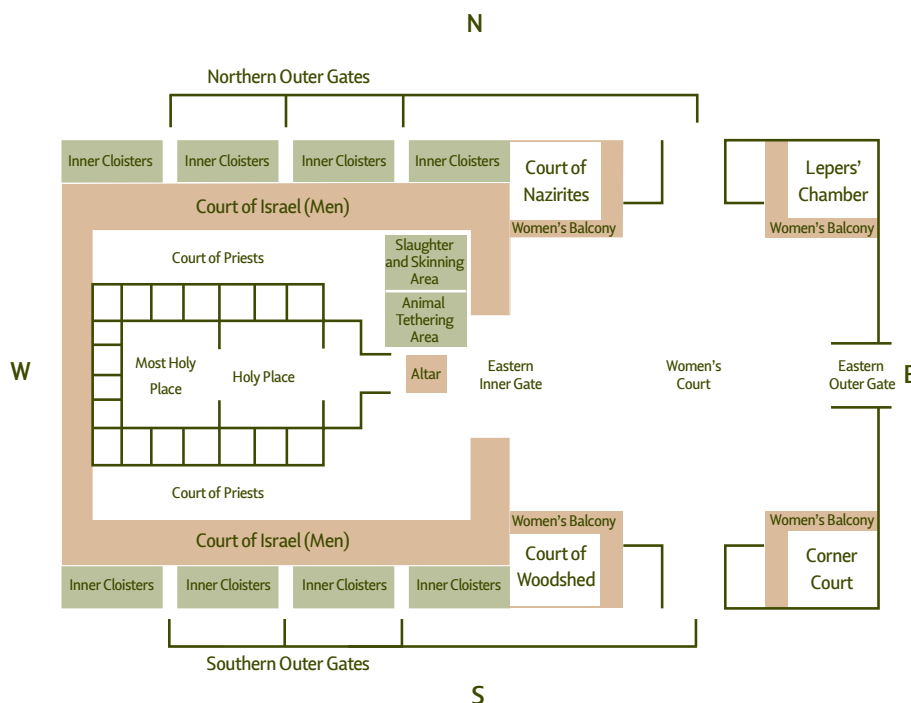 N
Northern Outer Gates
Inner Cloisters
Inner Cloisters
Inner Cloisters
Inner Cloisters
Court of
Nazirites
Lepers'
Chamber
Court of Israel (Men)
Women's Balcony
Women's Balcony
Court of Priests
Slaughter
and Skinning
Area
Animal
Tethering
Area
W
Most Holy
Place
Holy Place
Altar
Eastern
Inner Gate
Women's
Court
Eastern
Outer Gate
E
Court of Priests
Women's Balcony
Women's Balcony
Court of Israel (Men)
Court of
Woodshed
Corner
Court
Inner Cloisters
Inner Cloisters
Inner Cloisters
Inner Cloisters
Southern Outer Gates
S